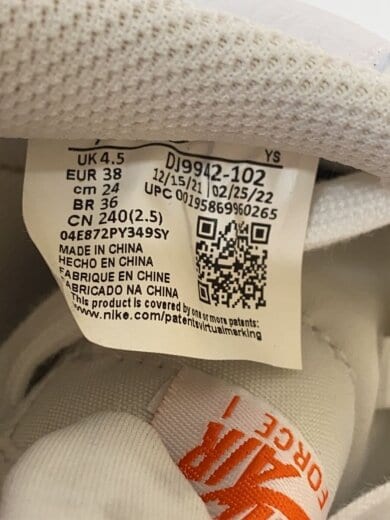 YS
UK 4.5
EUR 38
cm 24
BR 36
CN 240(2.5)
04E872PY349SY
DJ9942-102
12/15/21 02/25/22
UPC 00195869960265
MADE IN CHINA
HECHO EN CHINA
FABRIQUE EN CHINE
FABRICADO NA CHINA
This product is covered by one or more patents:
www.nike.com/patentsvirtualmarking
AIR
FORCE 1